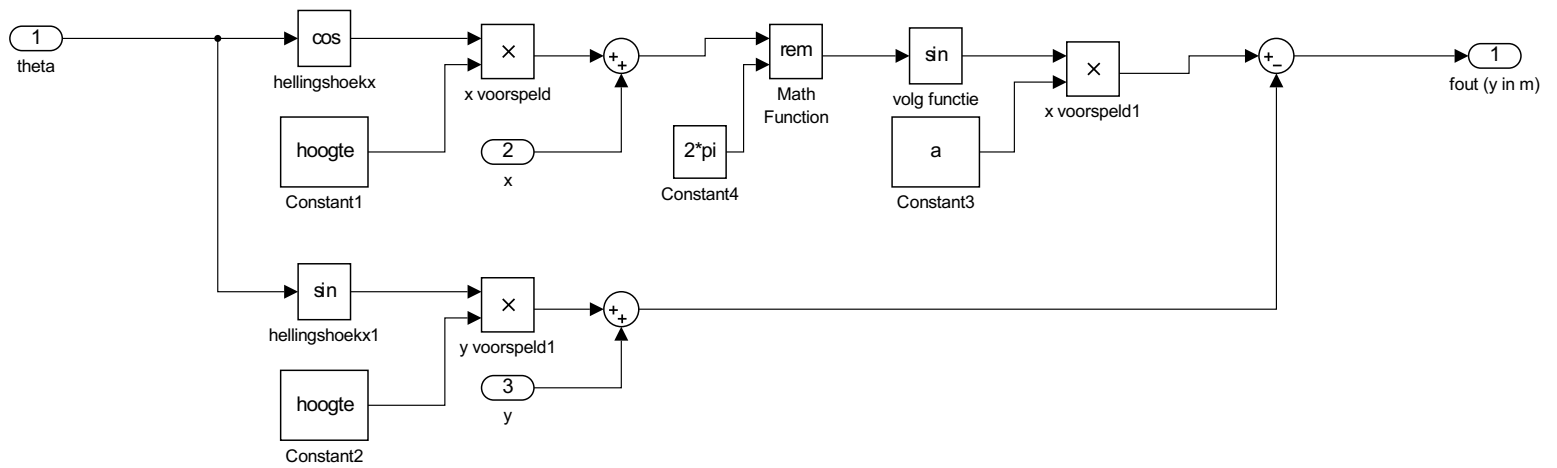 1
theta
cos
hellingshoekx
×
x voorspeld
+
+
rem
Math
Function
sin
volg functie
×
x voorspeld1
+
−
1
fout (y in m)
hoogte
Constant1
2
x
2*pi
Constant4
a
Constant3
sin
hellingshoekx1
×
y voorspeld1
+
+
hoogte
Constant2
3
y